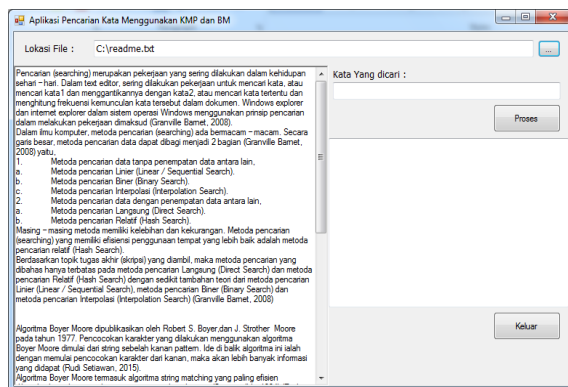 Aplikasi Pencarian Kata Menggunakan KMP dan BM
Lokasi File :
C:\readme.txt
...
Pencarian (searching) merupakan pekerjaan yang sering dilakukan dalam kehidupan
sehari – hari. Dalam text editor, sering dilakukan pekerjaan untuk mencari kata, atau
mencari kata1 dan menggantikannya dengan kata2, atau mencari kata tertentu dan
menghitung frekuensi kemunculan kata tersebut dalam dokumen. Windows explorer
dan internet explorer dalam sistem operasi Windows menggunakan prinsip pencarian
dalam melakukan pekerjaan dimaksud (Granville Barnet, 2008).
Dalam ilmu komputer, metoda pencarian (searching) ada bermacam – macam. Secara
garis besar, metoda pencarian data dapat dibagi menjadi 2 bagian (Granville Barnet,
2008) yaitu,
1. Metoda pencarian data tanpa penempatan data antara lain,
a. Metoda pencarian Linier (Linear / Sequential Search).
b. Metoda pencarian Biner (Binary Search).
c. Metoda pencarian Interpolasi (Interpolation Search).
2. Metoda pencarian data dengan penempatan data antara lain,
a. Metoda pencarian Langsung (Direct Search).
b. Metoda pencarian Relatif (Hash Search).
Masing – masing metoda memiliki kelebihan dan kekurangan. Metoda pencarian
(searching) yang memiliki efisiensi penggunaan tempat yang lebih baik adalah metoda
pencarian relatif (Hash Search).
Berdasarkan topik tugas akhir (skripsi) yang diambil, maka metoda pencarian yang
dibahas hanya terbatas pada metoda pencarian Langsung (Direct Search) dan metoda
pencarian Relatif (Hash Search) dengan sedikit tambahan teori dari metoda pencarian
Linier (Linear / Sequential Search), metoda pencarian Biner (Binary Search) dan
metoda pencarian Interpolasi (Interpolation Search) (Granville Barnet, 2008)
Algoritma Boyer Moore dipublikasikan oleh Robert S. Boyer,dan J. Strother Moore
pada tahun 1977. Pencocokan karakter yang dilakukan menggunakan algoritma
Boyer Moore dimulai dari string sebelah kanan pattern. Ide di balik algoritma ini ialah
dengan memulai pencocokan karakter dari kanan, maka akan lebih banyak informasi
yang didapat (Rudi Setiawan, 2015).
Algoritma Boyer Moore termasuk algoritma string matching yang paling efisien
Kata Yang dicari :
Proses
Keluar